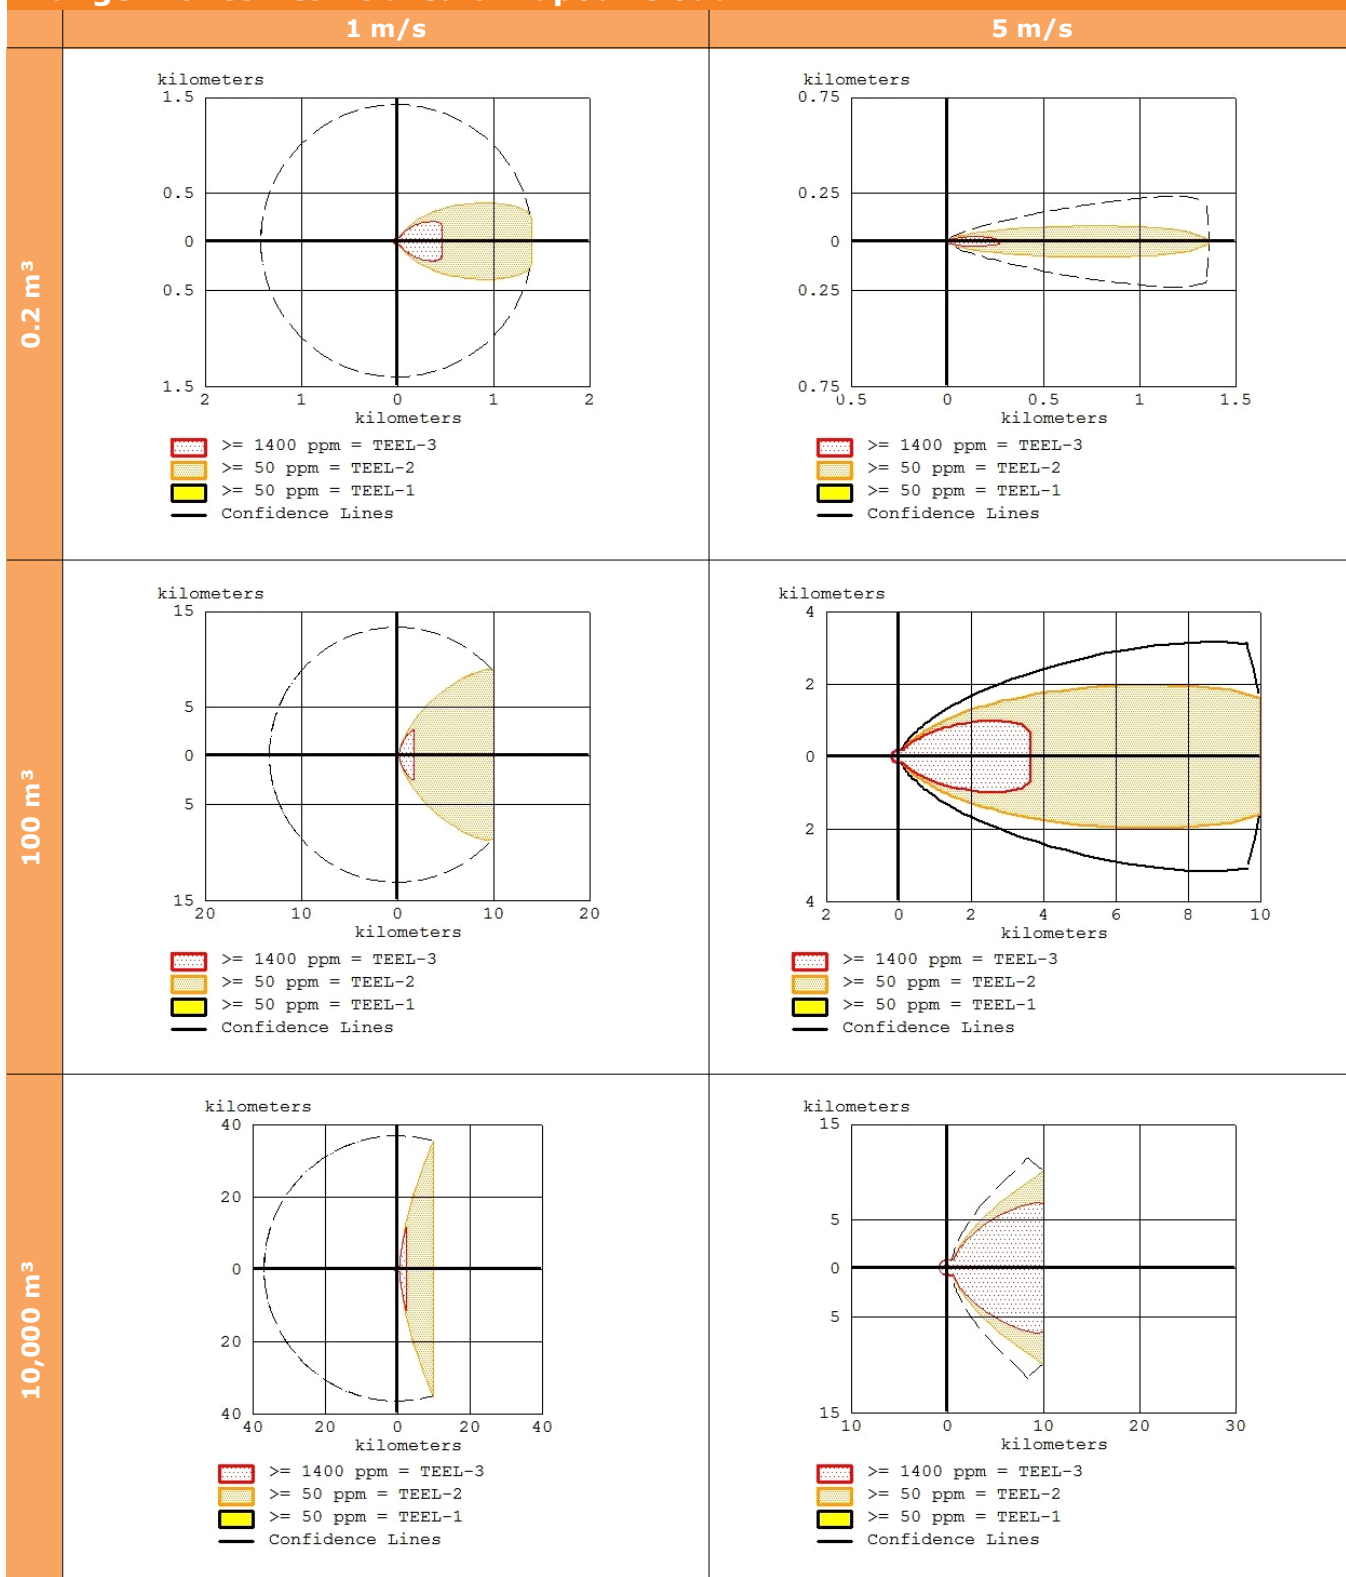 1 m/s
5 m/s
0.2 m³
kilometers
1.5
0.5
0
0.5
1.5
2 1 0 1 2
kilometers
>= 1400 ppm = TEEL-3
>= 50 ppm = TEEL-2
>= 50 ppm = TEEL-1
Confidence Lines
kilometers
0.75
0.25
0
0.25
0.75
0.5 0 0.5 1 1.5
kilometers
>= 1400 ppm = TEEL-3
>= 50 ppm = TEEL-2
>= 50 ppm = TEEL-1
Confidence Lines
100 m³
kilometers
15
5
0
5
15
20 10 0 10 20
kilometers
>= 1400 ppm = TEEL-3
>= 50 ppm = TEEL-2
>= 50 ppm = TEEL-1
Confidence Lines
kilometers
4
2
0
2
4
2 0 2 4 6 8 10
kilometers
>= 1400 ppm = TEEL-3
>= 50 ppm = TEEL-2
>= 50 ppm = TEEL-1
Confidence Lines
10,000 m³
kilometers
40
20
0
20
40
40 20 0 20 40
kilometers
>= 1400 ppm = TEEL-3
>= 50 ppm = TEEL-2
>= 50 ppm = TEEL-1
Confidence Lines
kilometers
15
5
0
5
15
10 0 10 20 30
kilometers
>= 1400 ppm = TEEL-3
>= 50 ppm = TEEL-2
>= 50 ppm = TEEL-1
Confidence Lines